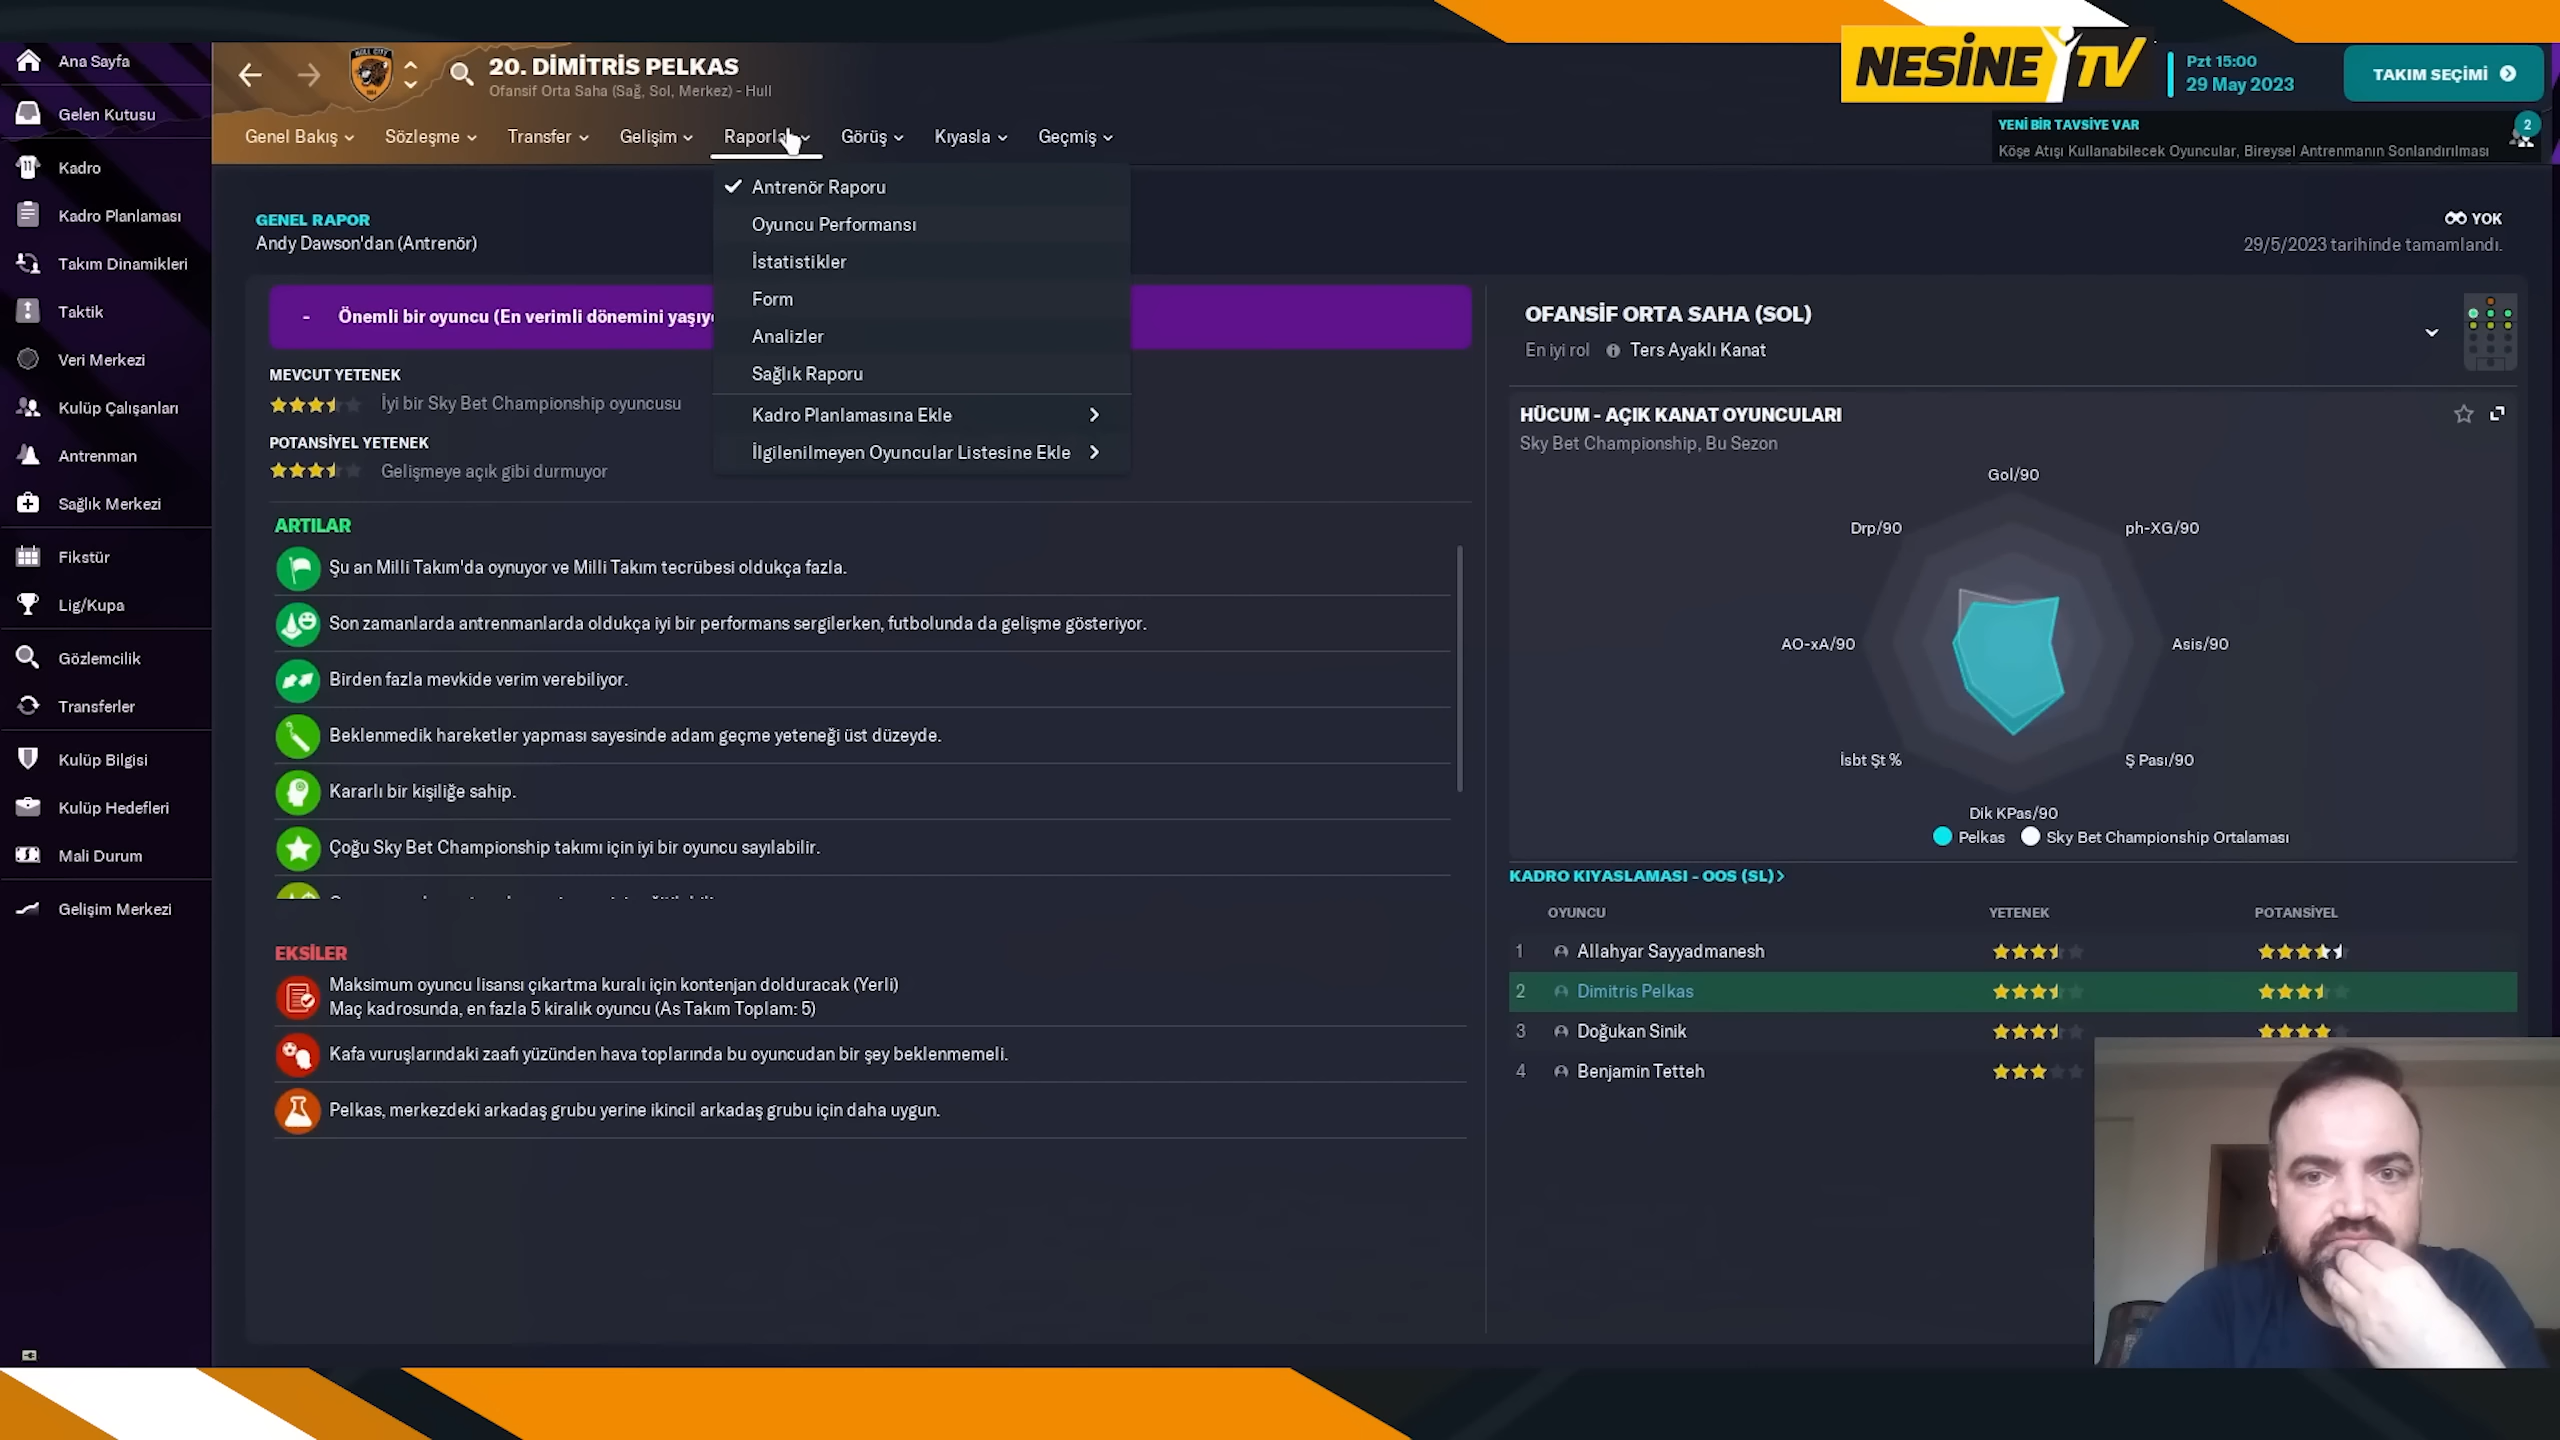 Ana Sayfa
Gelen Kutusu
Kadro
Kadro Planlaması
Takım Dinamikleri
Taktik
Veri Merkezi
Kulüp Çalışanları
Antrenman
Sağlık Merkezi
Fikstür
Lig/Kupa
Gözlemcilik
Transferler
Kulüp Bilgisi
Kulüp Hedefleri
Mali Durum
Gelişim Merkezi
HULL CITY
20. DİMİTRİS PELKAS
Ofansif Orta Saha (Sağ, Sol, Merkez) - Hull
NESİNE TV
Pzt 15:00
29 May 2023
TAKIM SEÇİMİ
YENİ BİR TAVSİYE VAR
2
Köşe Atışı Kullanabilecek Oyuncular, Bireysel Antrenmanın Sonlandırılması
Genel Bakış Sözleşme Transfer Gelişim Görüş Kıyasla Geçmiş
Antrenör Raporu
Oyuncu Performansı
İstatistikler
Form
Analizler
Sağlık Raporu
Kadro Planlamasına Ekle
İlgilenilmeyen Oyuncular Listesine Ekle
GENEL RAPOR
Andy Dawson'dan (Antrenör)
YOK
29/5/2023 tarihinde tamamlandı.
- Önemli bir oyuncu (En verimli dönemini
MEVCUT YETENEK
İyi bir Sky Bet Championship oyuncusu
POTANSİYEL YETENEK
Gelişmeye açık gibi durmuyor
ARTILAR
Şu an Milli Takım'da oynuyor ve Milli Takım tecrübesi oldukça fazla.
Son zamanlarda antrenmanlarda oldukça iyi bir performans sergilerken, futbolunda da gelişme gösteriyor.
Birden fazla mevkide verim verebiliyor.
Beklenmedik hareketler yapması sayesinde adam geçme yeteneği üst düzeyde.
Kararlı bir kişiliğe sahip.
Çoğu Sky Bet Championship takımı için iyi bir oyuncu sayılabilir.
EKSİLER
Maksimum oyuncu lisansı çıkartma kuralı için kontenjan dolduracak (Yerli)
Maç kadrosunda, en fazla 5 kiralık oyuncu (As Takım Toplam: 5)
Kafa vuruşlarındaki zaafı yüzünden hava toplarında bu oyuncudan bir şey beklenmemeli.
Pelkas, merkezdeki arkadaş grubu yerine ikincil arkadaş grubu için daha uygun.
OFANSİF ORTA SAHA (SOL)
En iyi rol Ters Ayaklı Kanat
HÜCUM - AÇIK KANAT OYUNCULARI
Sky Bet Championship, Bu Sezon
Gol/90
Drp/90
ph-XG/90
AO-xA/90
Asis/90
İsbt Şt %
Ş Pası/90
Dik KPas/90
Pelkas Sky Bet Championship Ortalaması
KADRO KIYASLAMASI - OOS (SL)
OYUNCU YETENEK POTANSİYEL
1 Allahyar Sayyadmanesh
2 Dimitris Pelkas
3 Doğukan Sinik
4 Benjamin Tetteh